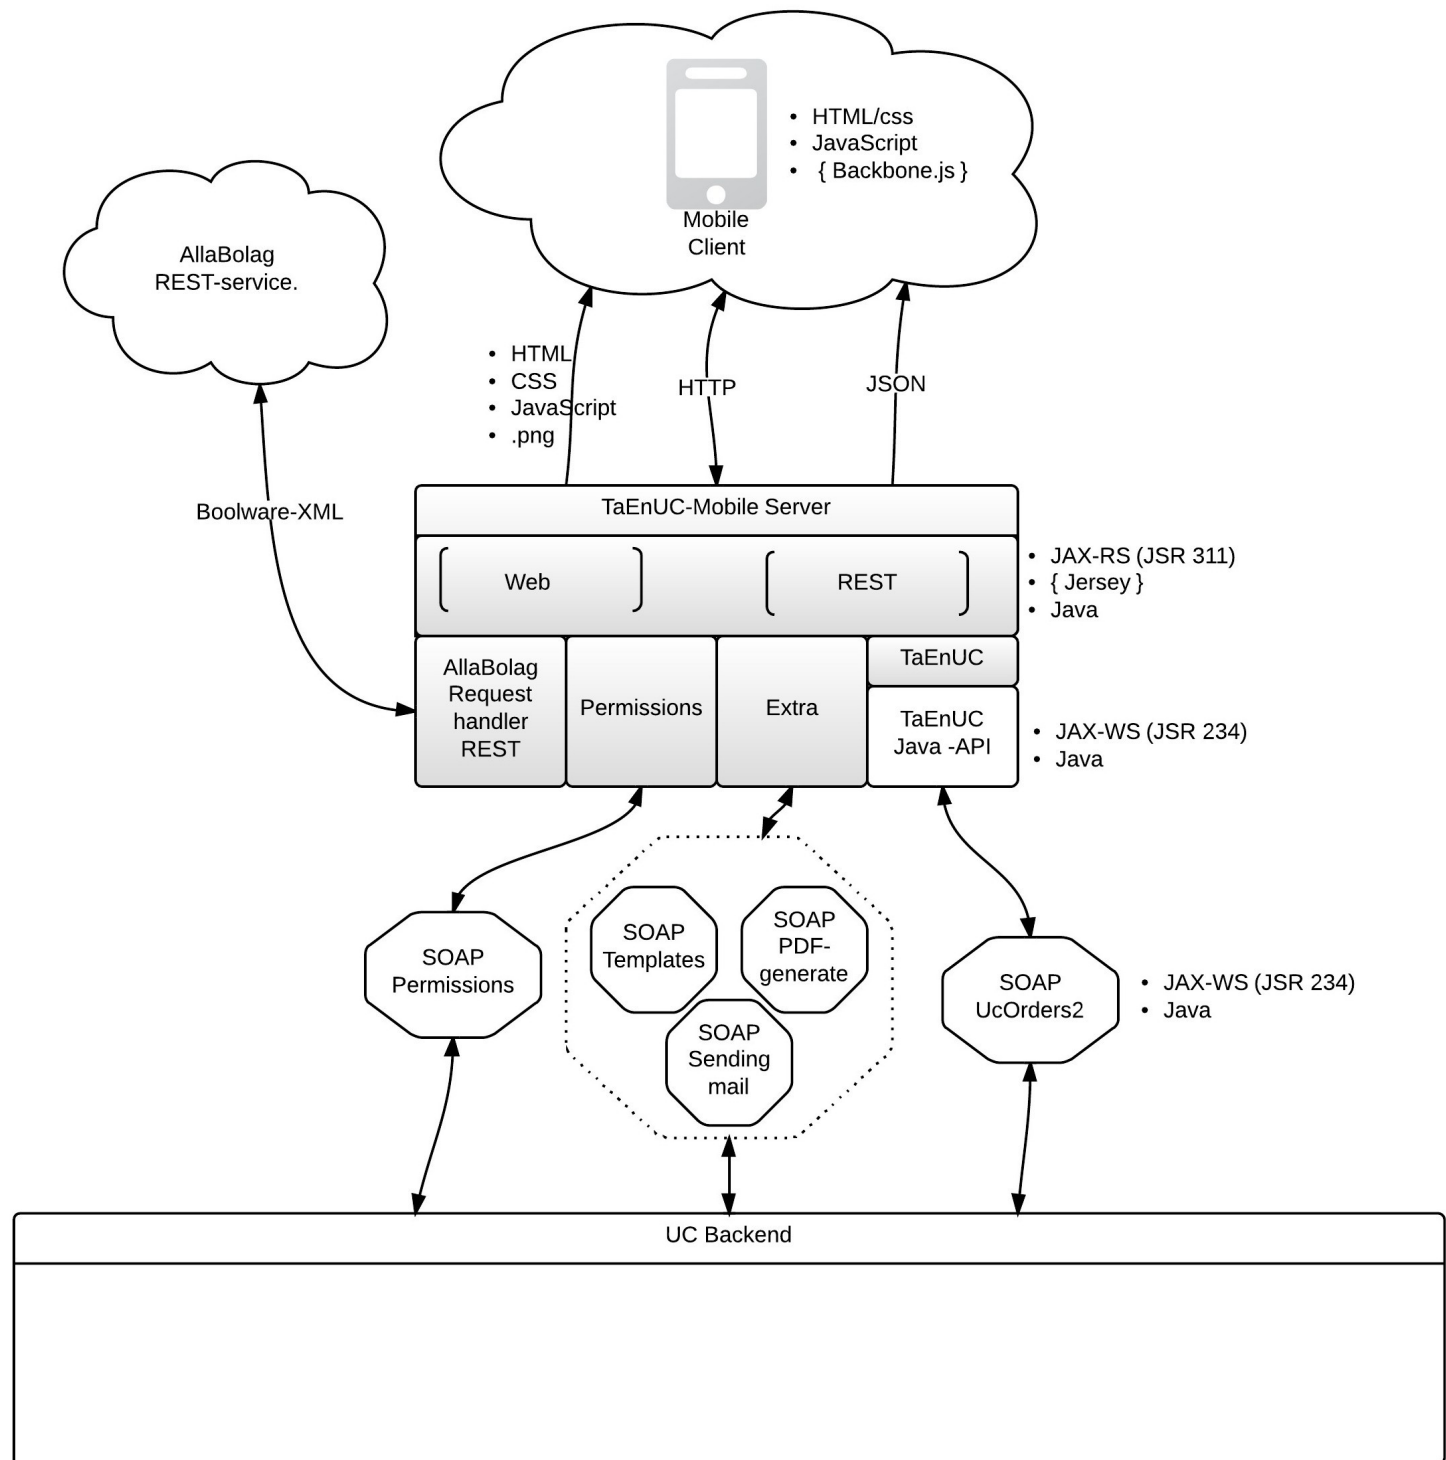 • HTML/css
• JavaScript
• { Backbone.js }
Mobile
Client
AllaBolag
REST-service.
• HTML
• CSS
• JavaScript
• .png
HTTP
JSON
Boolware-XML
TaEnUC-Mobile Server
Web
REST
• JAX-RS (JSR 311)
• { Jersey }
• Java
AllaBolag
Request
handler
REST
Permissions
Extra
TaEnUC
TaEnUC
Java -API
• JAX-WS (JSR 234)
• Java
SOAP
Permissions
SOAP
Templates
SOAP
PDF-
generate
SOAP
Sending
mail
SOAP
UcOrders2
• JAX-WS (JSR 234)
• Java
UC Backend